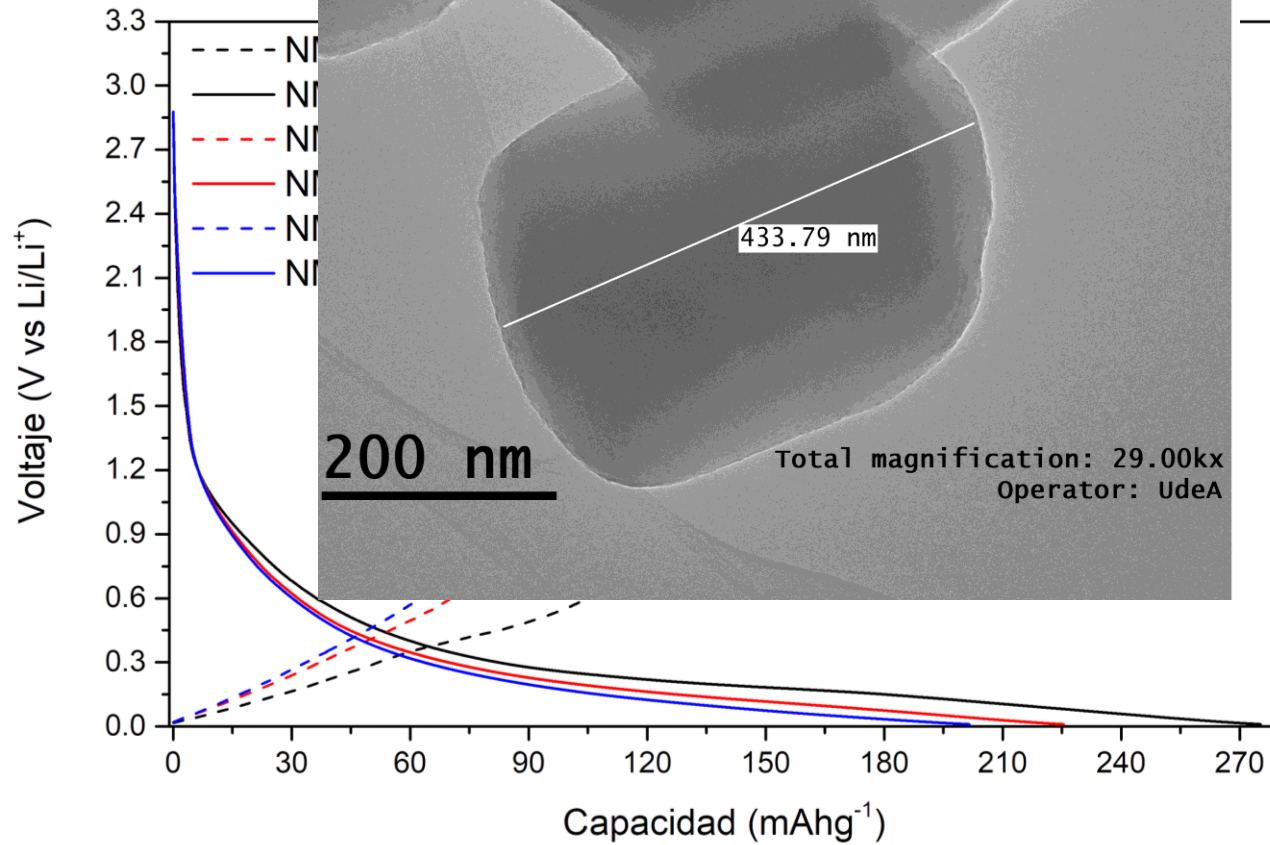 Voltaje (V vs Li/Li⁺)
3.3
3.0
2.7
2.4
2.1
1.8
1.5
1.2
0.9
0.6
0.3
0.0
433.79 nm
200 nm
Total magnification: 29.00kx
Operator: UdeA
0 30 60 90 120 150 180 210 240 270
Capacidad (mAhg⁻¹)